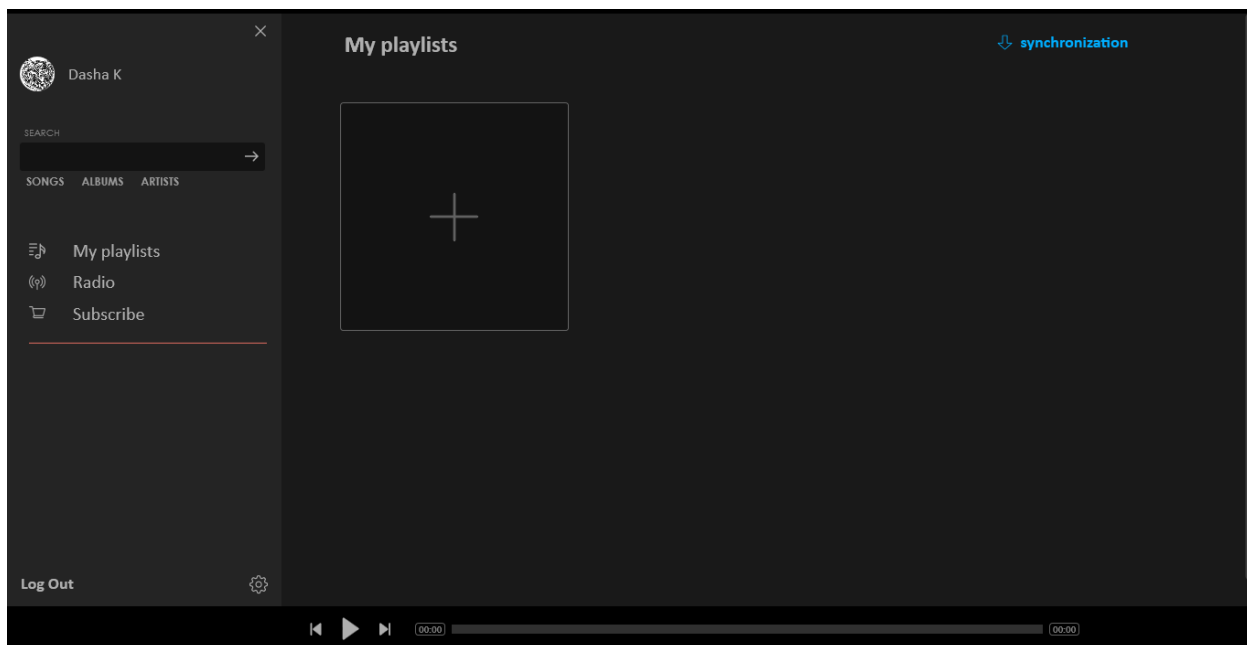 Dasha K
SEARCH
SONGS ALBUMS ARTISTS
My playlists
Radio
Subscribe
Log Out
My playlists
synchronization
00:00 00:00